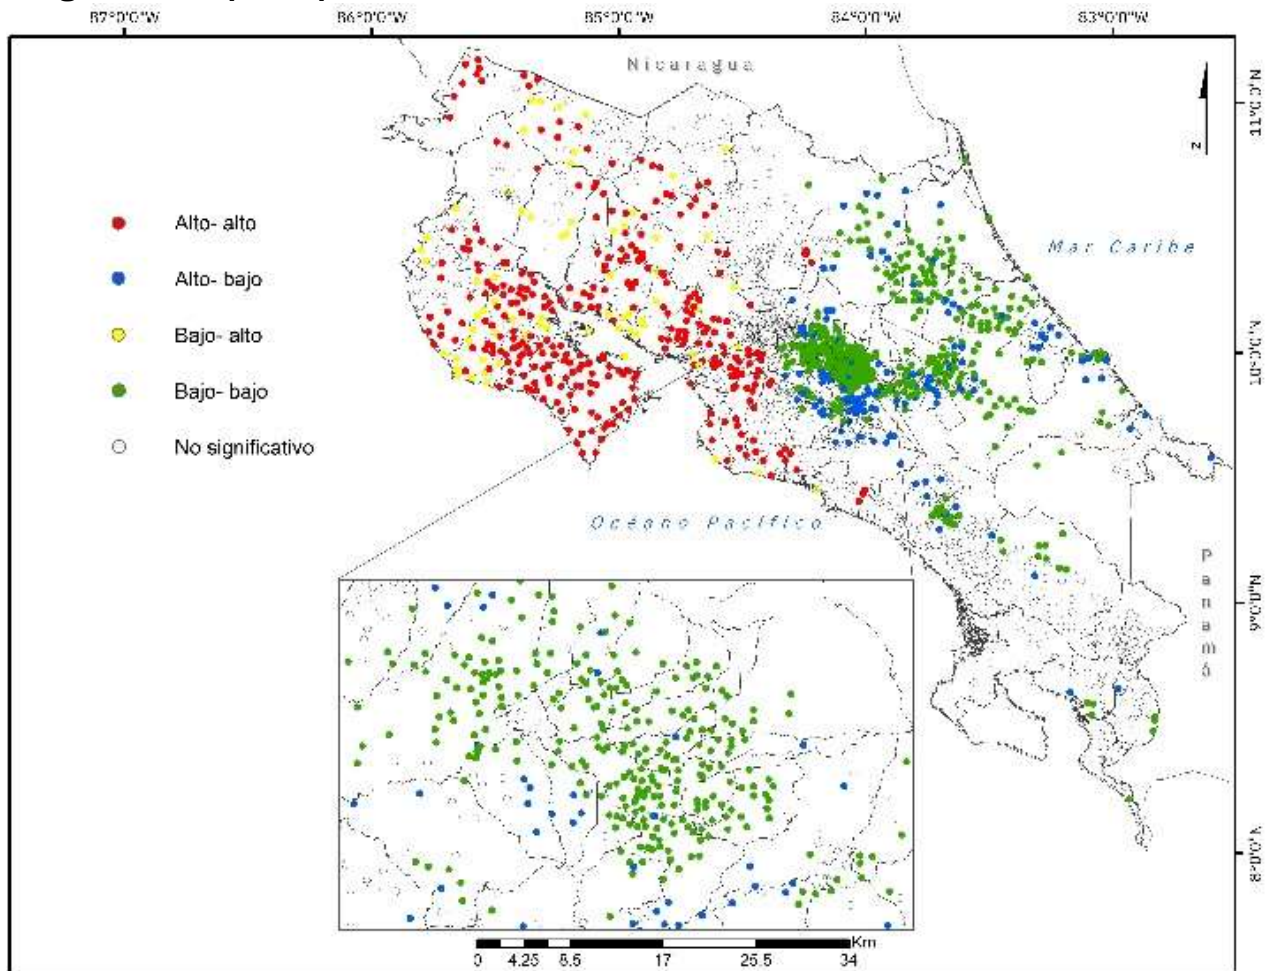 87°0'0"W 86°0'0"W 85°0'0"W 84°0'0"W 83°0'0"W
Nicaragua
11°0'0"N
N
Alto- alto
Alto- bajo
Mar Caribe
Bajo- alto
10°0'0"N
Bajo- bajo
No significativo
Océano Pacífico
Panamá
9°0'0"N
8°0'0"N
Km
0 4.25 8.5 17 25.5 34